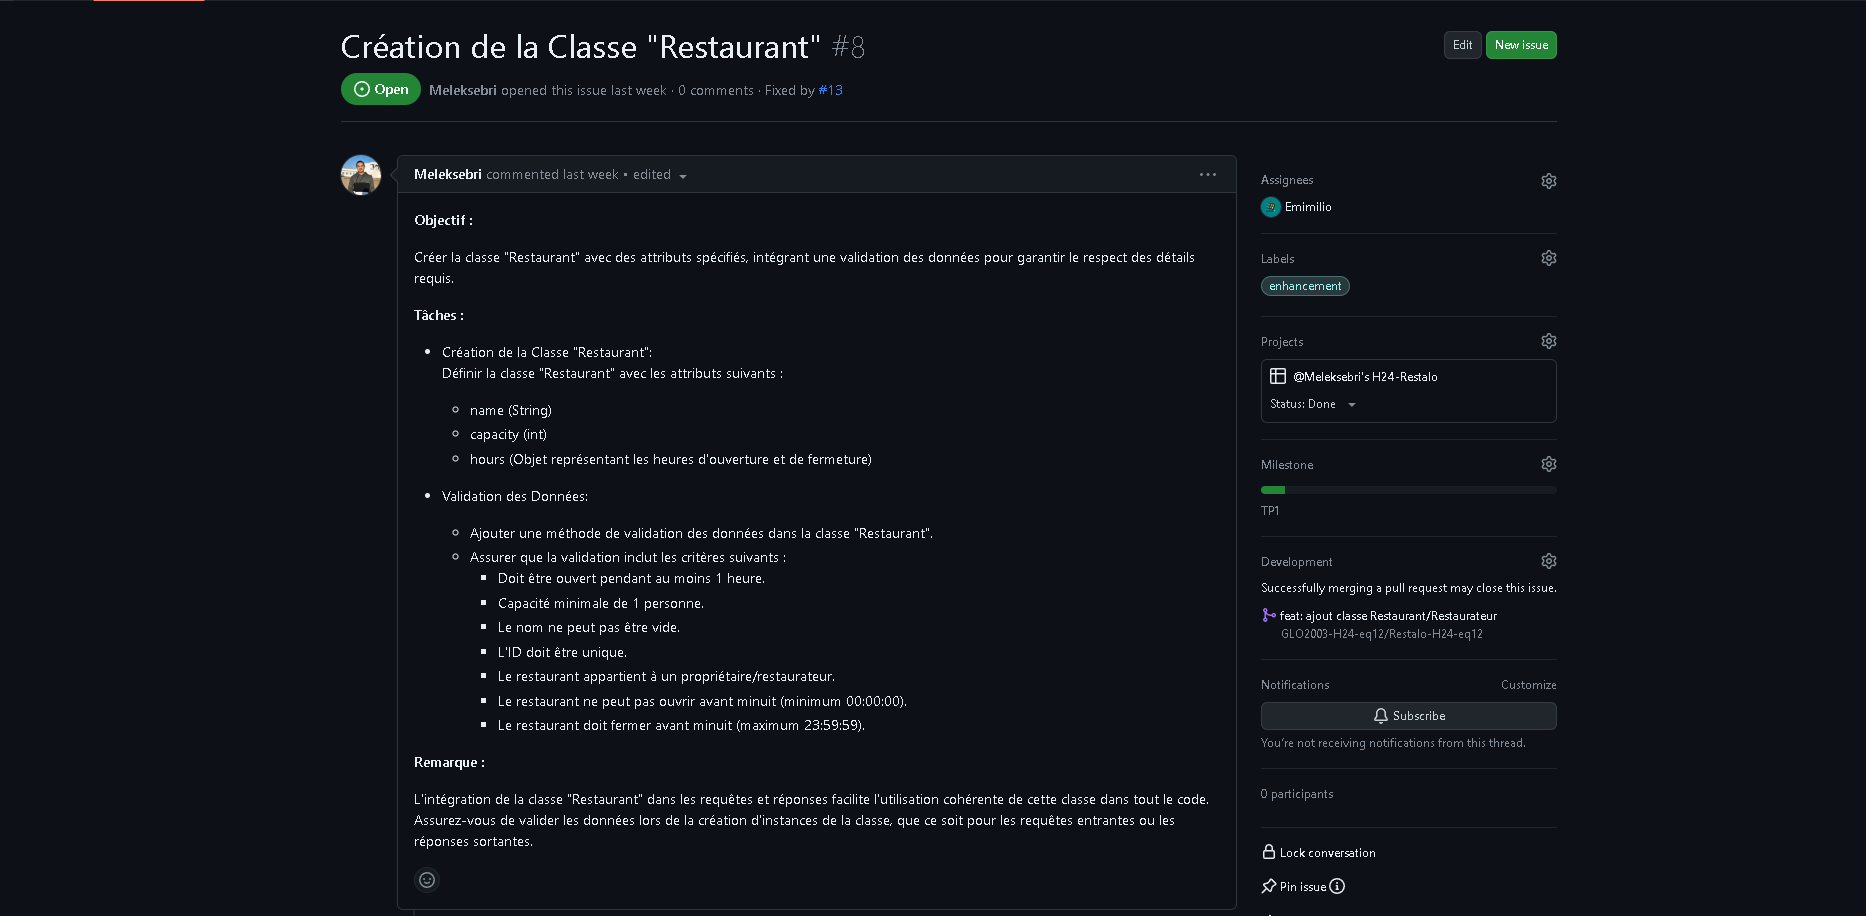 Création de la Classe "Restaurant" #8
Edit
New issue
Open
Meleksebri opened this issue last week · 0 comments · Fixed by #13
Meleksebri commented last week • edited
Objectif :
Créer la classe "Restaurant" avec des attributs spécifiés, intégrant une validation des données pour garantir le respect des détails
requis.
Tâches :
Création de la Classe "Restaurant":
Définir la classe "Restaurant" avec les attributs suivants :
name (String)
capacity (int)
hours (Objet représentant les heures d'ouverture et de fermeture)
Validation des Données:
Ajouter une méthode de validation des données dans la classe "Restaurant".
Assurer que la validation inclut les critères suivants :
Doit être ouvert pendant au moins 1 heure.
Capacité minimale de 1 personne.
Le nom ne peut pas être vide.
L'ID doit être unique.
Le restaurant appartient à un propriétaire/restaurateur.
Le restaurant ne peut pas ouvrir avant minuit (minimum 00:00:00).
Le restaurant doit fermer avant minuit (maximum 23:59:59).
Remarque :
L'intégration de la classe "Restaurant" dans les requêtes et réponses facilite l'utilisation cohérente de cette classe dans tout le code.
Assurez-vous de valider les données lors de la création d'instances de la classe, que ce soit pour les requêtes entrantes ou les
réponses sortantes.
Assignees
Emimilio
Labels
enhancement
Projects
@Meleksebri's H24-Restalo
Status: Done
Milestone
TP1
Development
Successfully merging a pull request may close this issue.
feat: ajout classe Restaurant/Restaurateur
GLO2003-H24-eq12/Restalo-H24-eq12
Notifications
Customize
Subscribe
You're not receiving notifications from this thread.
0 participants
Lock conversation
Pin issue